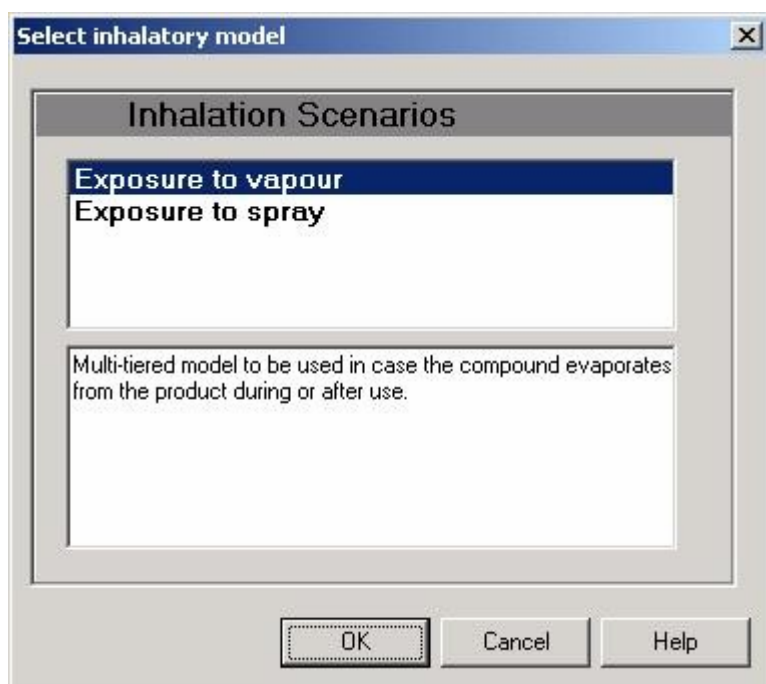 Select inhalatory model
Inhalation Scenarios
Exposure to vapour
Exposure to spray
Multi-tiered model to be used in case the compound evaporates
from the product during or after use.
OK Cancel Help